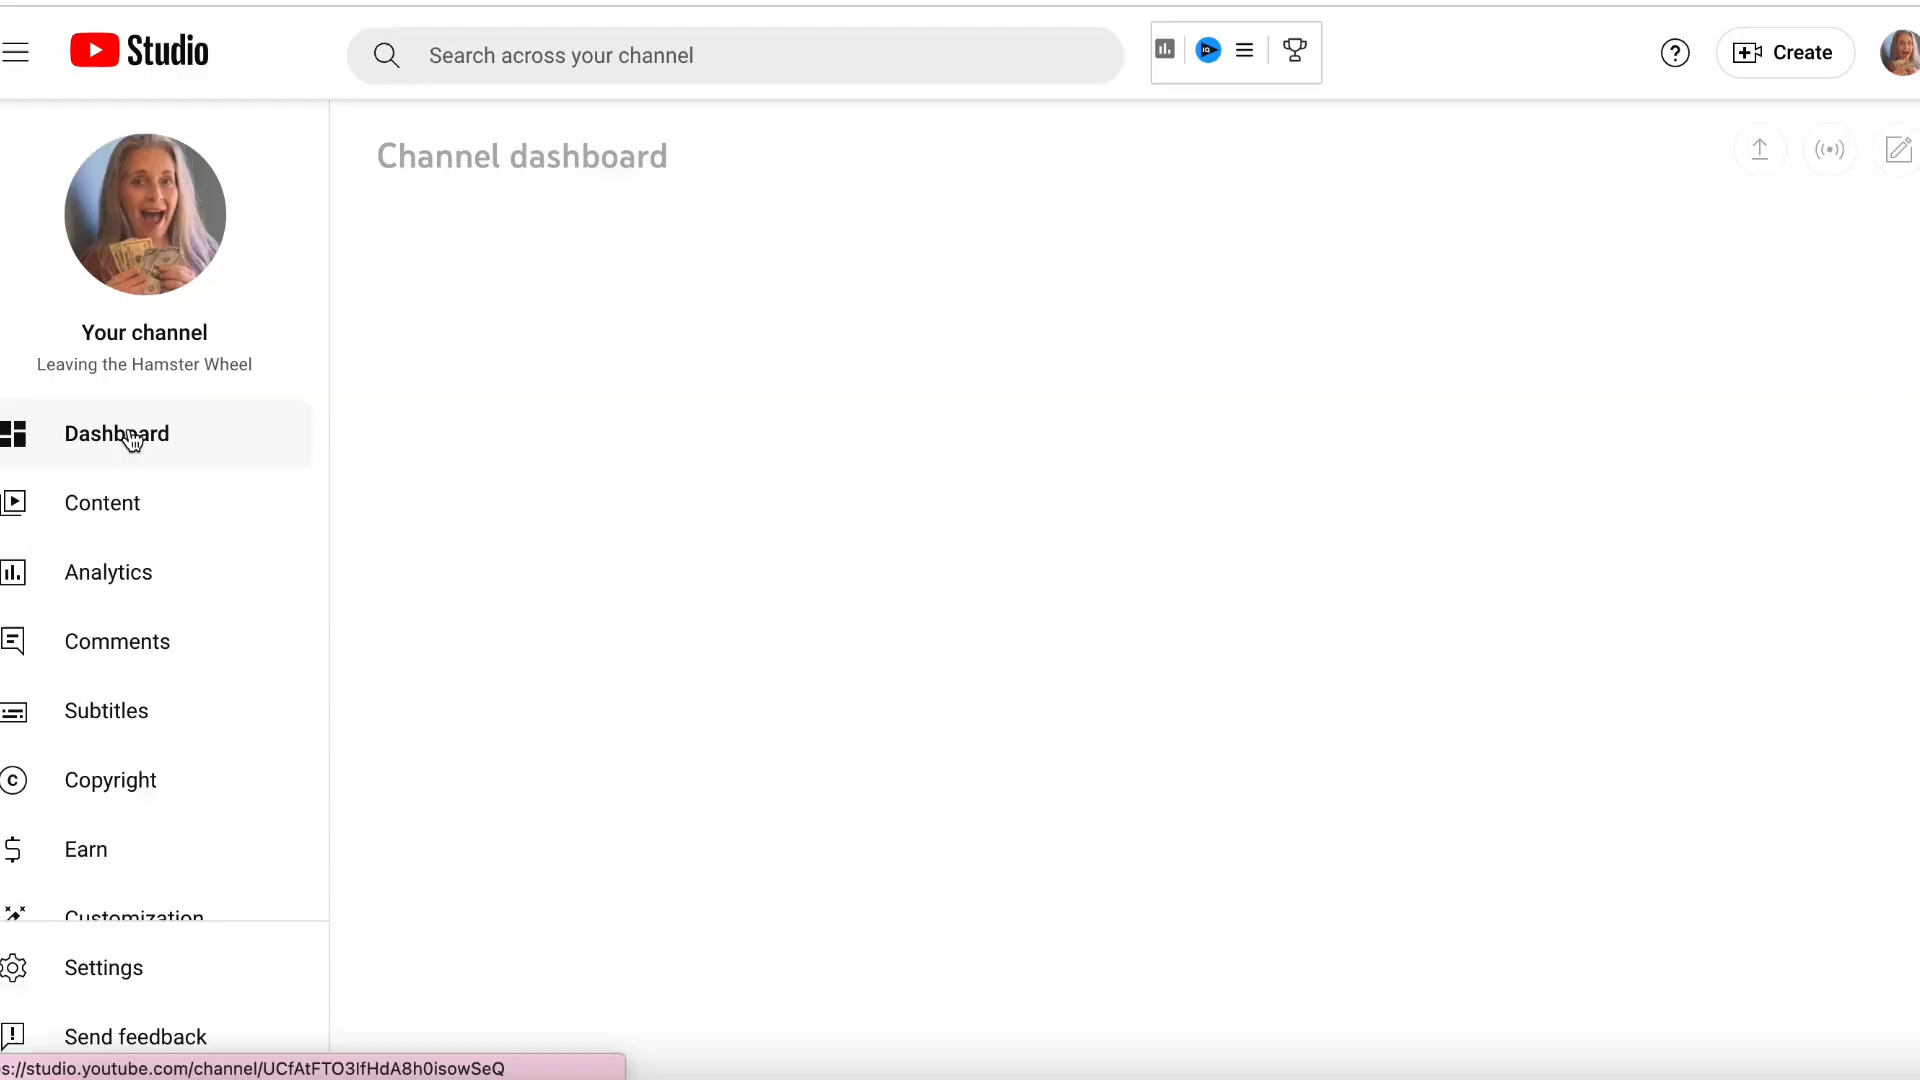 Studio
Search across your channel
Create
Channel dashboard
Your channel
Leaving the Hamster Wheel
Dashboard
Content
Analytics
Comments
Subtitles
Copyright
Earn
Customization
Settings
Send feedback
s://studio.youtube.com/channel/UCfAtFTO3lfHdA8h0isowSeQ